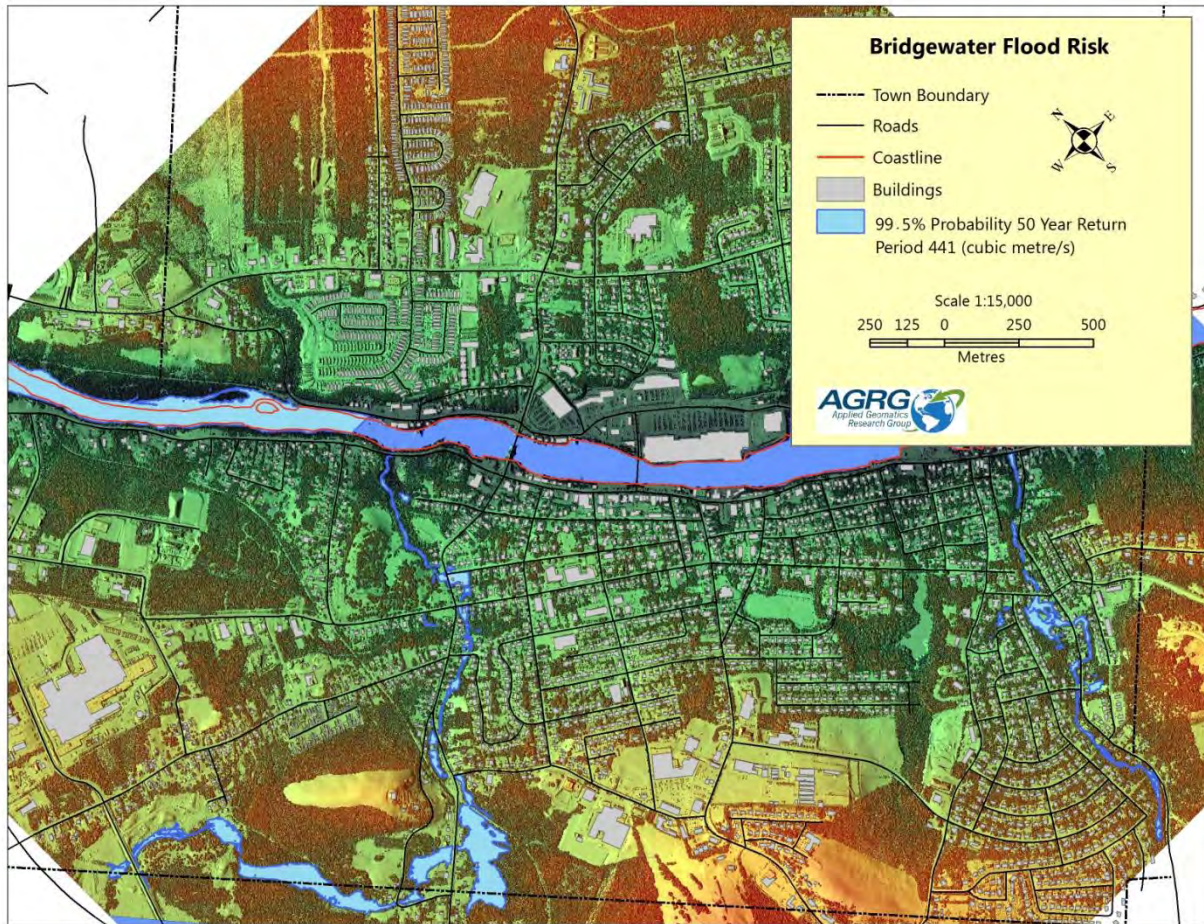 Bridgewater Flood Risk
Town Boundary
Roads
Coastline
Buildings
99.5% Probability 50 Year Return
Period 441 (cubic metre/s)
N
E
W
S
Scale 1:15,000
250 125 0 250 500
Metres
AGRG
Applied Geomatics
Research Group